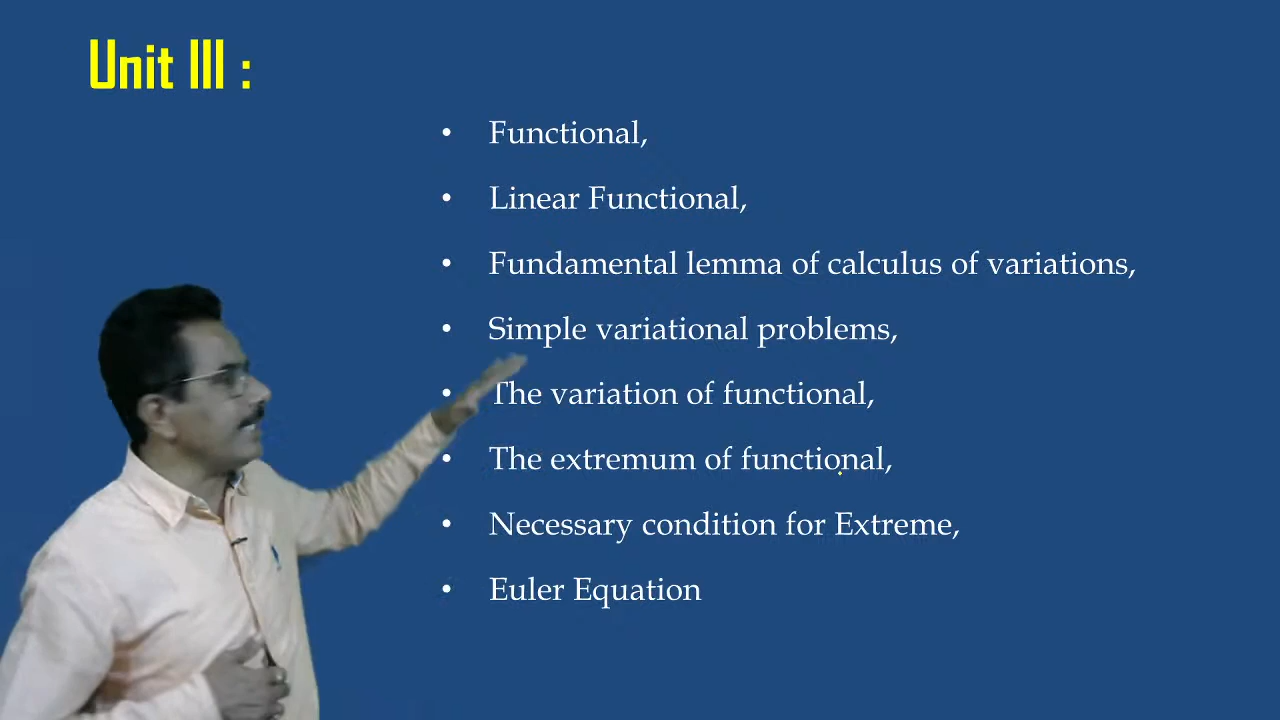 Unit III :
• Functional,
• Linear Functional,
• Fundamental lemma of calculus of variations,
• Simple variational problems,
• The variation of functional,
• The extremum of functional,
• Necessary condition for Extreme,
• Euler Equation